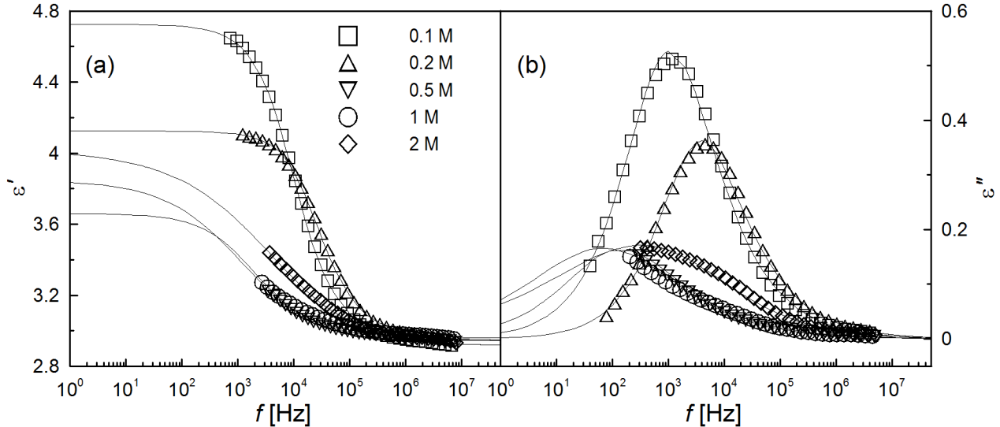 4.8
4.4
4
3.6
3.2
2.8
ε′
(a)
0.1 M
0.2 M
0.5 M
1 M
2 M
10⁰ 10¹ 10² 10³ 10⁴ 10⁵ 10⁶ 10⁷
f [Hz]
(b)
0.6
0.4
0.2
0
ε″
10⁰ 10¹ 10² 10³ 10⁴ 10⁵ 10⁶ 10⁷
f [Hz]